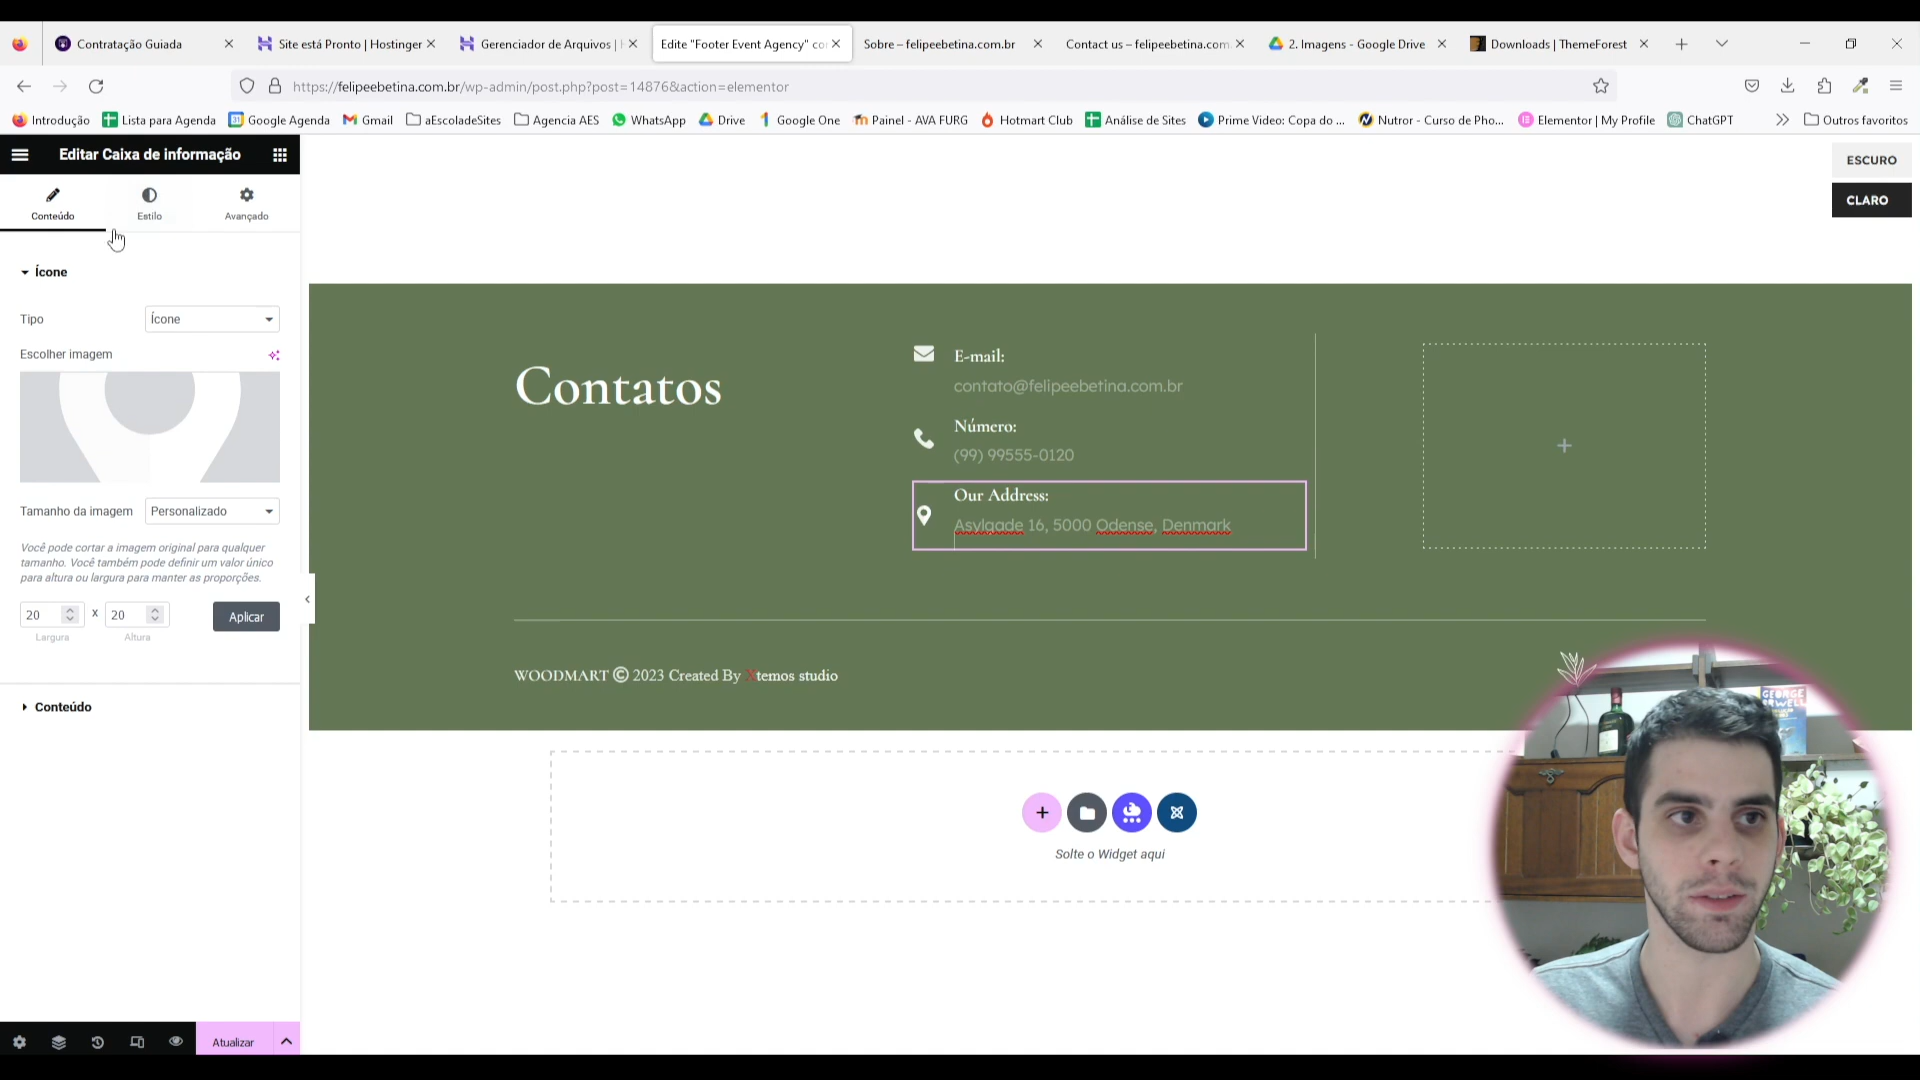 Contratação Guiada
Site está Pronto | Hostinger
Gerenciador de Arquivos |
Edite "Footer Event Agency" co
Sobre – felipeebetina.com.br
Contact us – felipeebetina.com.
2. Imagens - Google Drive
Downloads | ThemeForest
https://felipeebetina.com.br/wp-admin/post.php?post=14876&action=elementor
Introdução
Lista para Agenda
Google Agenda
Gmail
aEscoladeSites
Agencia AES
WhatsApp
Drive
Google One
Painel - AVA FURG
Hotmart Club
Análise de Sites
Prime Video: Copa do ...
Nutror - Curso de Pho...
Elementor | My Profile
ChatGPT
Outros favoritos
Editar Caixa de informação
Conteúdo
Estilo
Avançado
Ícone
Tipo
Ícone
Escolher imagem
Tamanho da imagem
Personalizado
Você pode cortar a imagem original para qualquer
tamanho. Você também pode definir um valor único
para altura ou largura para manter as proporções.
20 x 20
Aplicar
Largura
Altura
Conteúdo
Atualizar
ESCURO
CLARO
Contatos
E-mail:
contato@felipeebetina.com.br
Número:
(99) 99555-0120
Our Address:
Asylgade 16, 5000 Odense, Denmark
WOODMART © 2023 Created By Xtemos studio
Solte o Widget aqui
GEORGE